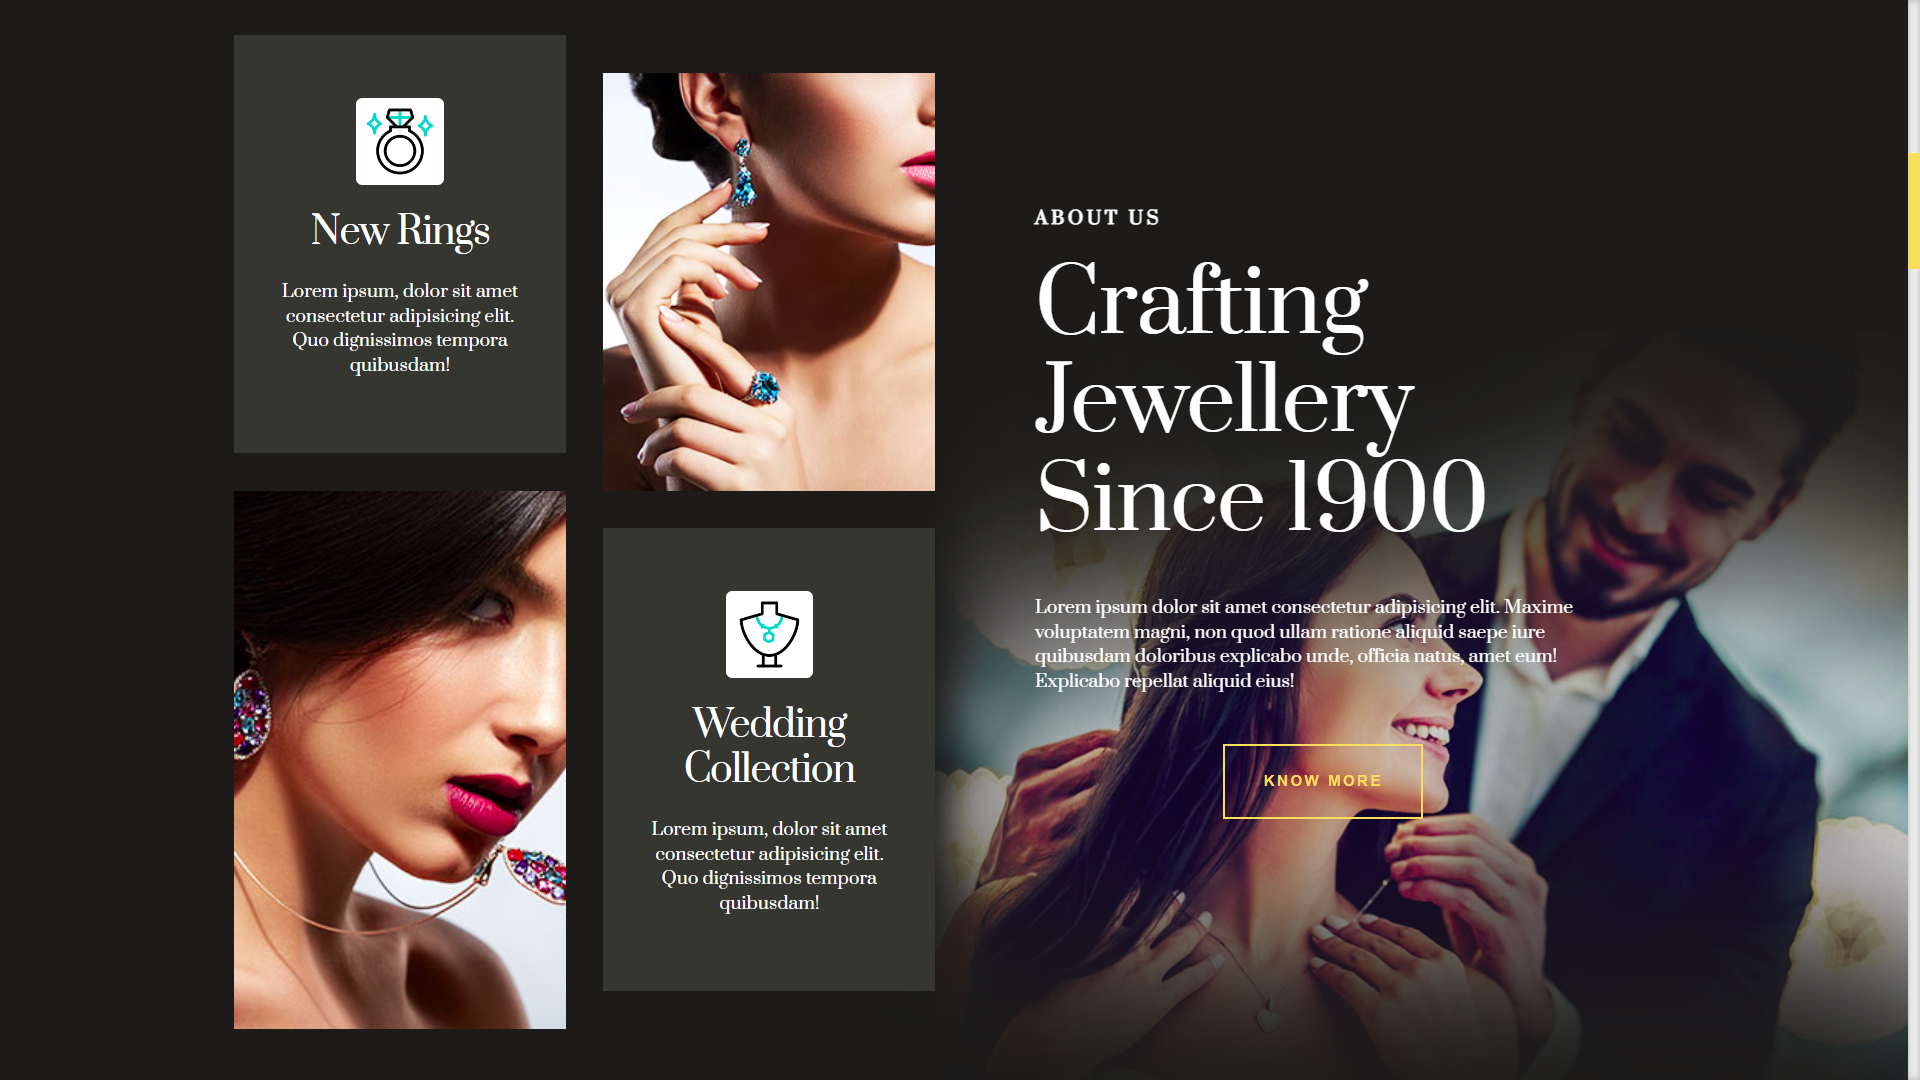 New Rings
Lorem ipsum, dolor sit amet
consectetur adipisicing elit.
Quo dignissimos tempora
quibusdam!
Wedding
Collection
Lorem ipsum, dolor sit amet
consectetur adipisicing elit.
Quo dignissimos tempora
quibusdam!
ABOUT US
Crafting
Jewellery
Since 1900
Lorem ipsum dolor sit amet consectetur adipisicing elit. Maxime
voluptatem magni, non quod ullam ratione aliquid saepe iure
quibusdam doloribus explicabo unde, officia natus, amet eum!
Explicabo repellat aliquid eius!
KNOW MORE